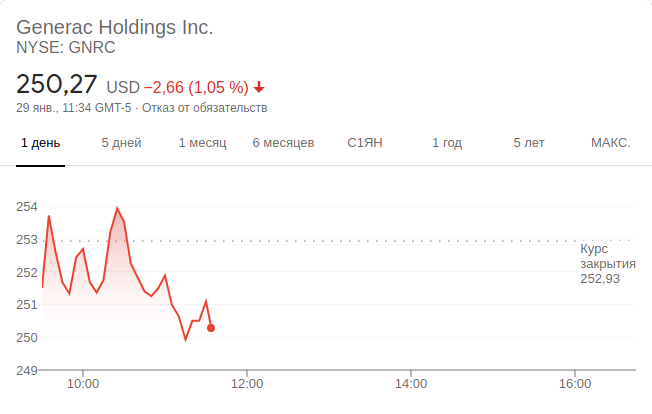 Generac Holdings Inc.
NYSE: GNRC
250,27 USD −2,66 (1,05 %)
29 янв., 11:34 GMT-5 · Отказ от обязательств
1 день 5 дней 1 месяц 6 месяцев С1ЯН 1 год 5 лет МАКС.
254
253
252
251
250
249
Курс
закрытия
252,93
10:00 12:00 14:00 16:00